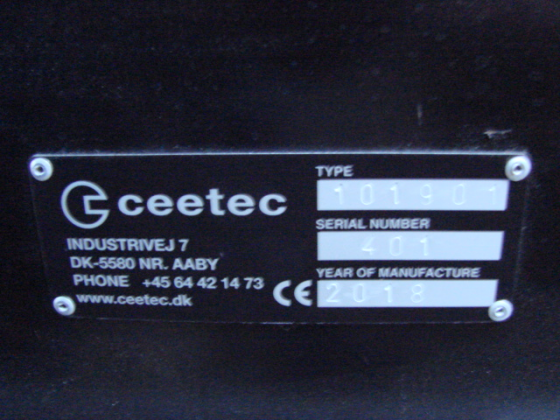 ceetec
INDUSTRIVEJ 7
DK-5580 NR. AABY
PHONE +45 64 42 14 73
www.ceetec.dk
CE
TYPE
101901
SERIAL NUMBER
401
YEAR OF MANUFACTURE
2018